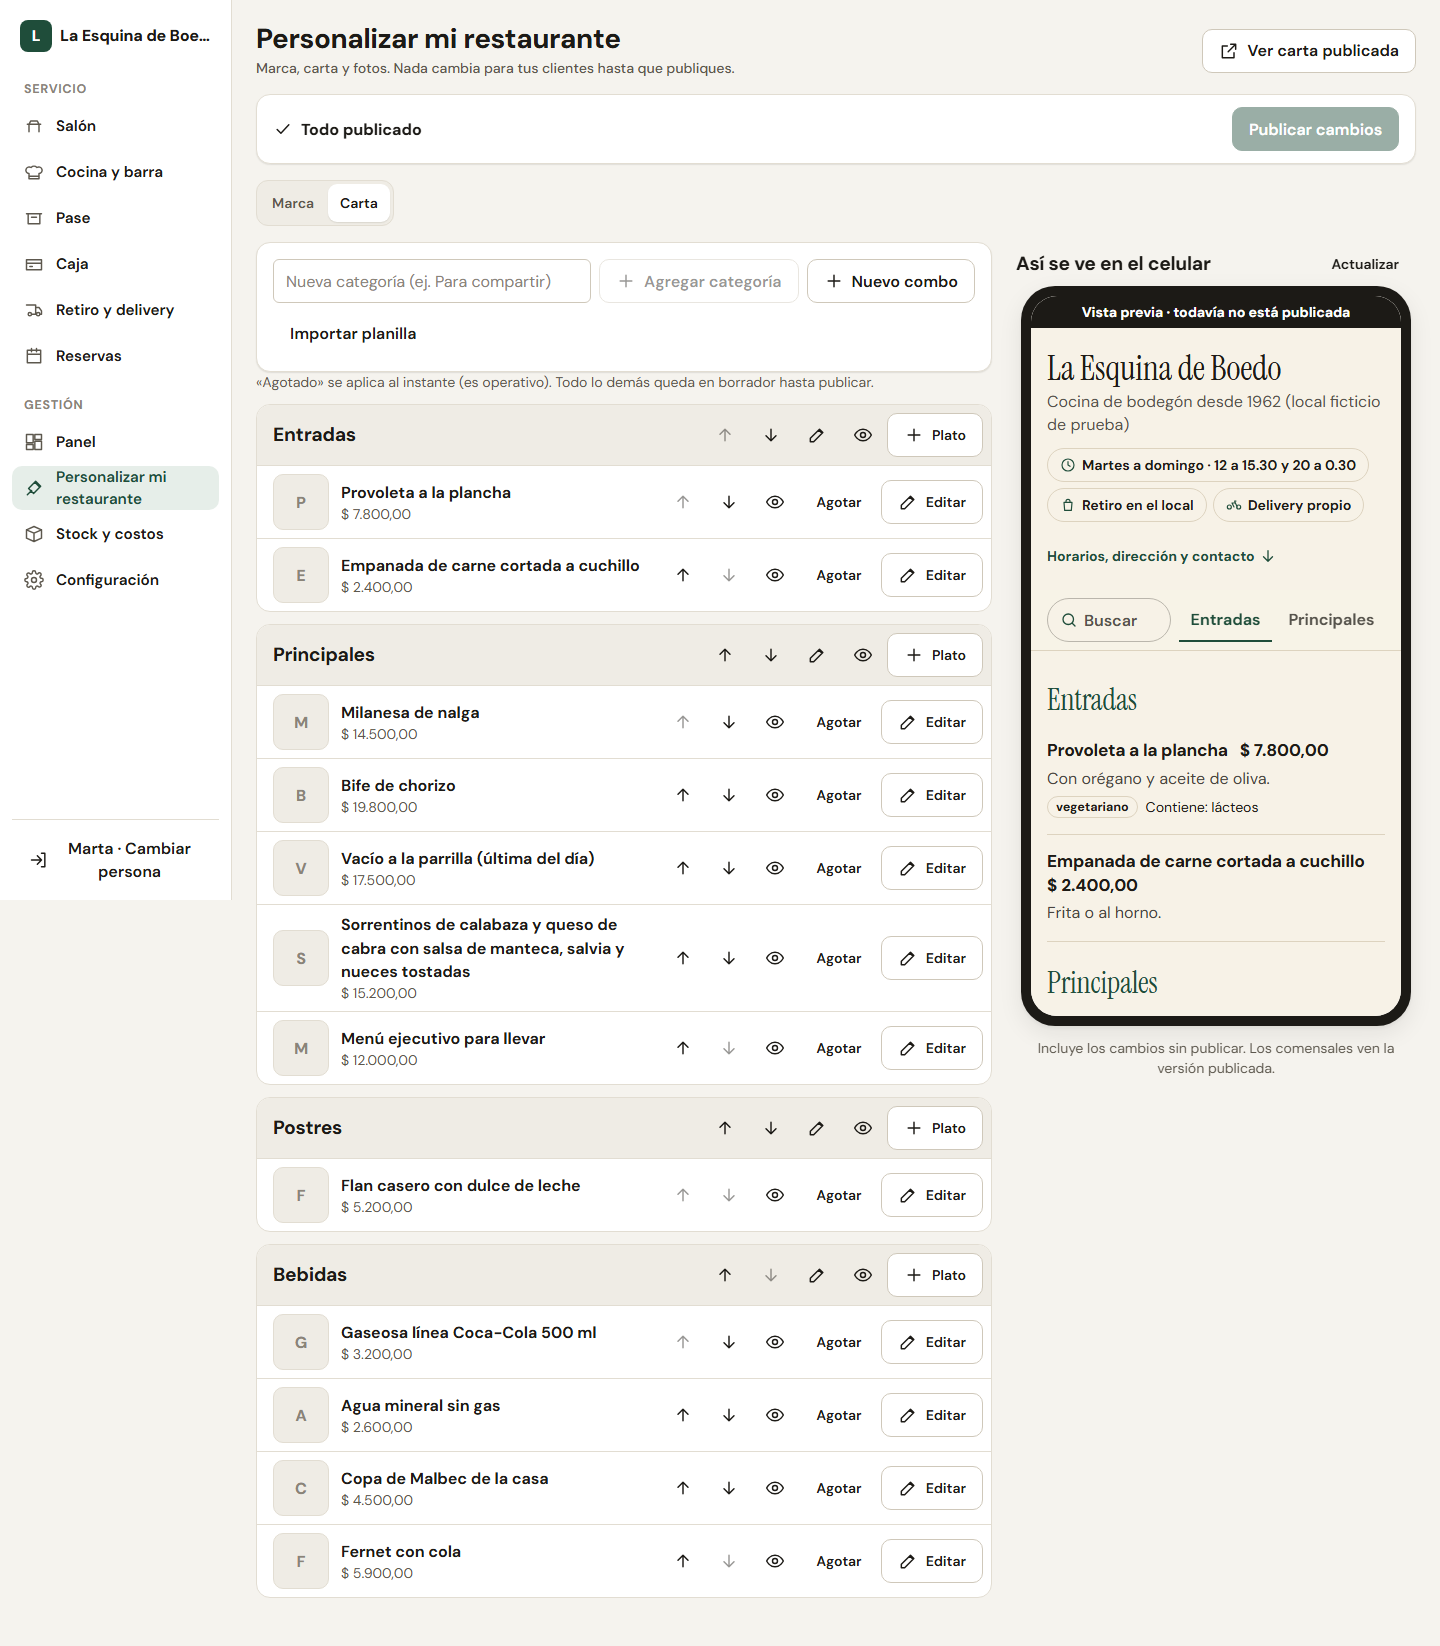 L
La Esquina de Boe...
SERVICIO
Salón
Cocina y barra
Pase
Caja
Retiro y delivery
Reservas
GESTIÓN
Panel
Personalizar mi
restaurante
Stock y costos
Configuración
Marta · Cambiar
persona
Personalizar mi restaurante
Marca, carta y fotos. Nada cambia para tus clientes hasta que publiques.
Ver carta publicada
Todo publicado
Publicar cambios
Marca
Carta
Nueva categoría (ej. Para compartir)
Agregar categoría
Nuevo combo
Importar planilla
«Agotado» se aplica al instante (es operativo). Todo lo demás queda en borrador hasta publicar.
Entradas
Plato
P
Provoleta a la plancha
$ 7.800,00
Agotar
Editar
E
Empanada de carne cortada a cuchillo
$ 2.400,00
Agotar
Editar
Principales
Plato
M
Milanesa de nalga
$ 14.500,00
Agotar
Editar
B
Bife de chorizo
$ 19.800,00
Agotar
Editar
V
Vacío a la parrilla (última del día)
$ 17.500,00
Agotar
Editar
S
Sorrentinos de calabaza y queso de
cabra con salsa de manteca, salvia y
nueces tostadas
$ 15.200,00
Agotar
Editar
M
Menú ejecutivo para llevar
$ 12.000,00
Agotar
Editar
Postres
Plato
F
Flan casero con dulce de leche
$ 5.200,00
Agotar
Editar
Bebidas
Plato
G
Gaseosa línea Coca-Cola 500 ml
$ 3.200,00
Agotar
Editar
A
Agua mineral sin gas
$ 2.600,00
Agotar
Editar
C
Copa de Malbec de la casa
$ 4.500,00
Agotar
Editar
F
Fernet con cola
$ 5.900,00
Agotar
Editar
Así se ve en el celular
Actualizar
Vista previa · todavía no está publicada
La Esquina de Boedo
Cocina de bodegón desde 1962 (local ficticio
de prueba)
Martes a domingo · 12 a 15.30 y 20 a 0.30
Retiro en el local
Delivery propio
Horarios, dirección y contacto
Buscar
Entradas
Principales
Entradas
Provoleta a la plancha $ 7.800,00
Con orégano y aceite de oliva.
vegetariano
Contiene: lácteos
Empanada de carne cortada a cuchillo
$ 2.400,00
Frita o al horno.
Principales
Incluye los cambios sin publicar. Los comensales ven la
versión publicada.